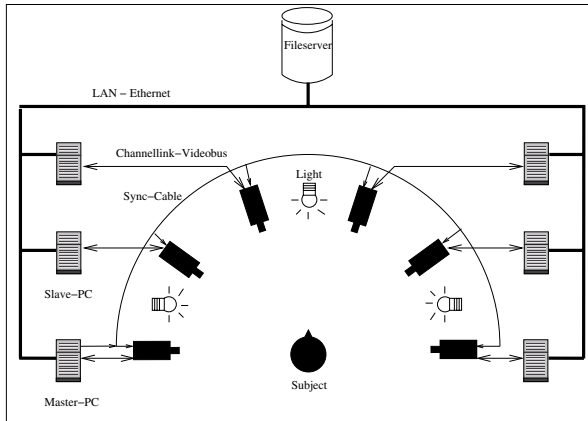 Fileserver
LAN – Ethernet
Channellink–Videobus
Light
Sync–Cable
Slave–PC
Subject
Master–PC